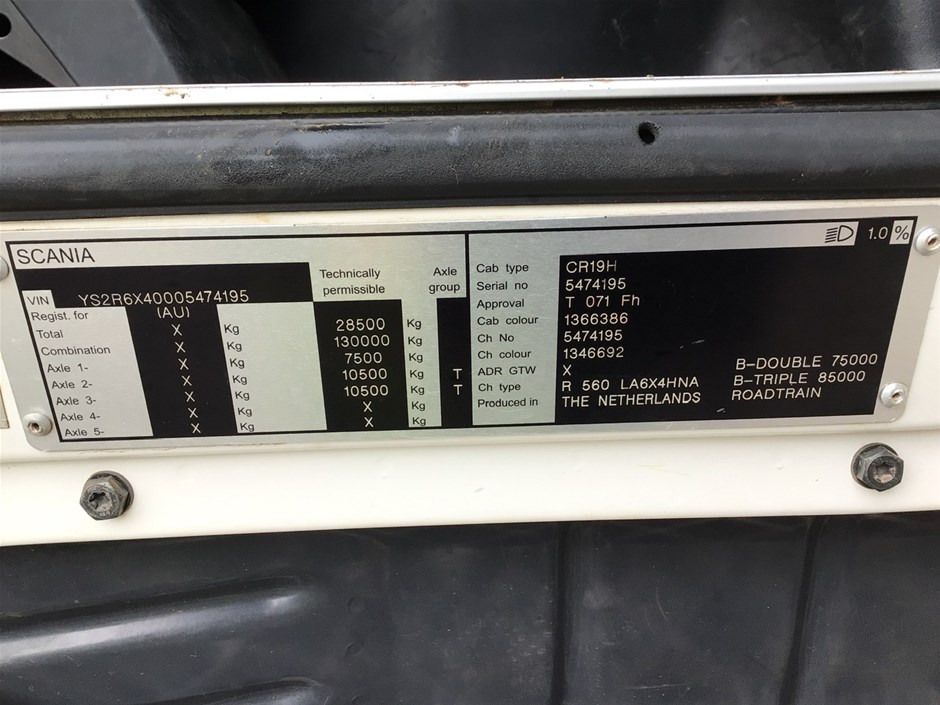 SCANIA
VIN YS2R6X40005474195
(AU)
Technically permissible
Axle group
Regist. for
Total X Kg 28500 Kg
Combination X Kg 130000 Kg
Axle 1- X Kg 7500 Kg
Axle 2- X Kg 10500 Kg T
Axle 3- X Kg 10500 Kg T
Axle 4- X Kg X Kg
Axle 5- X Kg X Kg
1.0 %
Cab type CR19H
Serial no 5474195
Approval T 071 Fh
Cab colour 1366386
Ch No 5474195
Ch colour 1346692
ADR GTW X B-DOUBLE 75000
Ch type R 560 LA6X4HNA B-TRIPLE 85000
Produced in THE NETHERLANDS ROADTRAIN